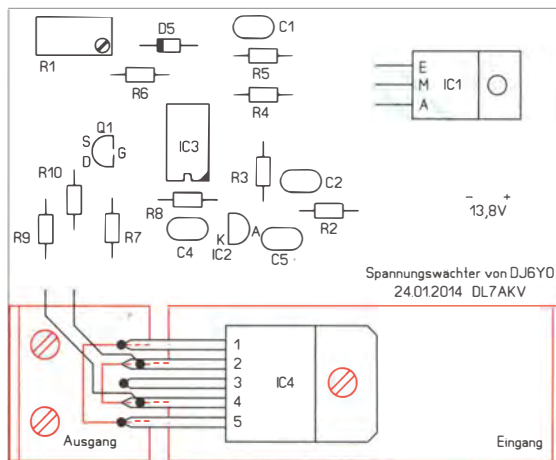 D5
C1
R1
R6
R5
R4
E
M
A
IC1
Q1
S
D
G
IC3
R10
R3
C2
R9
R7
R8
C4
K
A
IC2
C5
R2
- +
13,8V
Spannungswächter von DJ6YO
24.01.2014 DL7AKV
1
2
3
4
5
IC4
Ausgang
Eingang